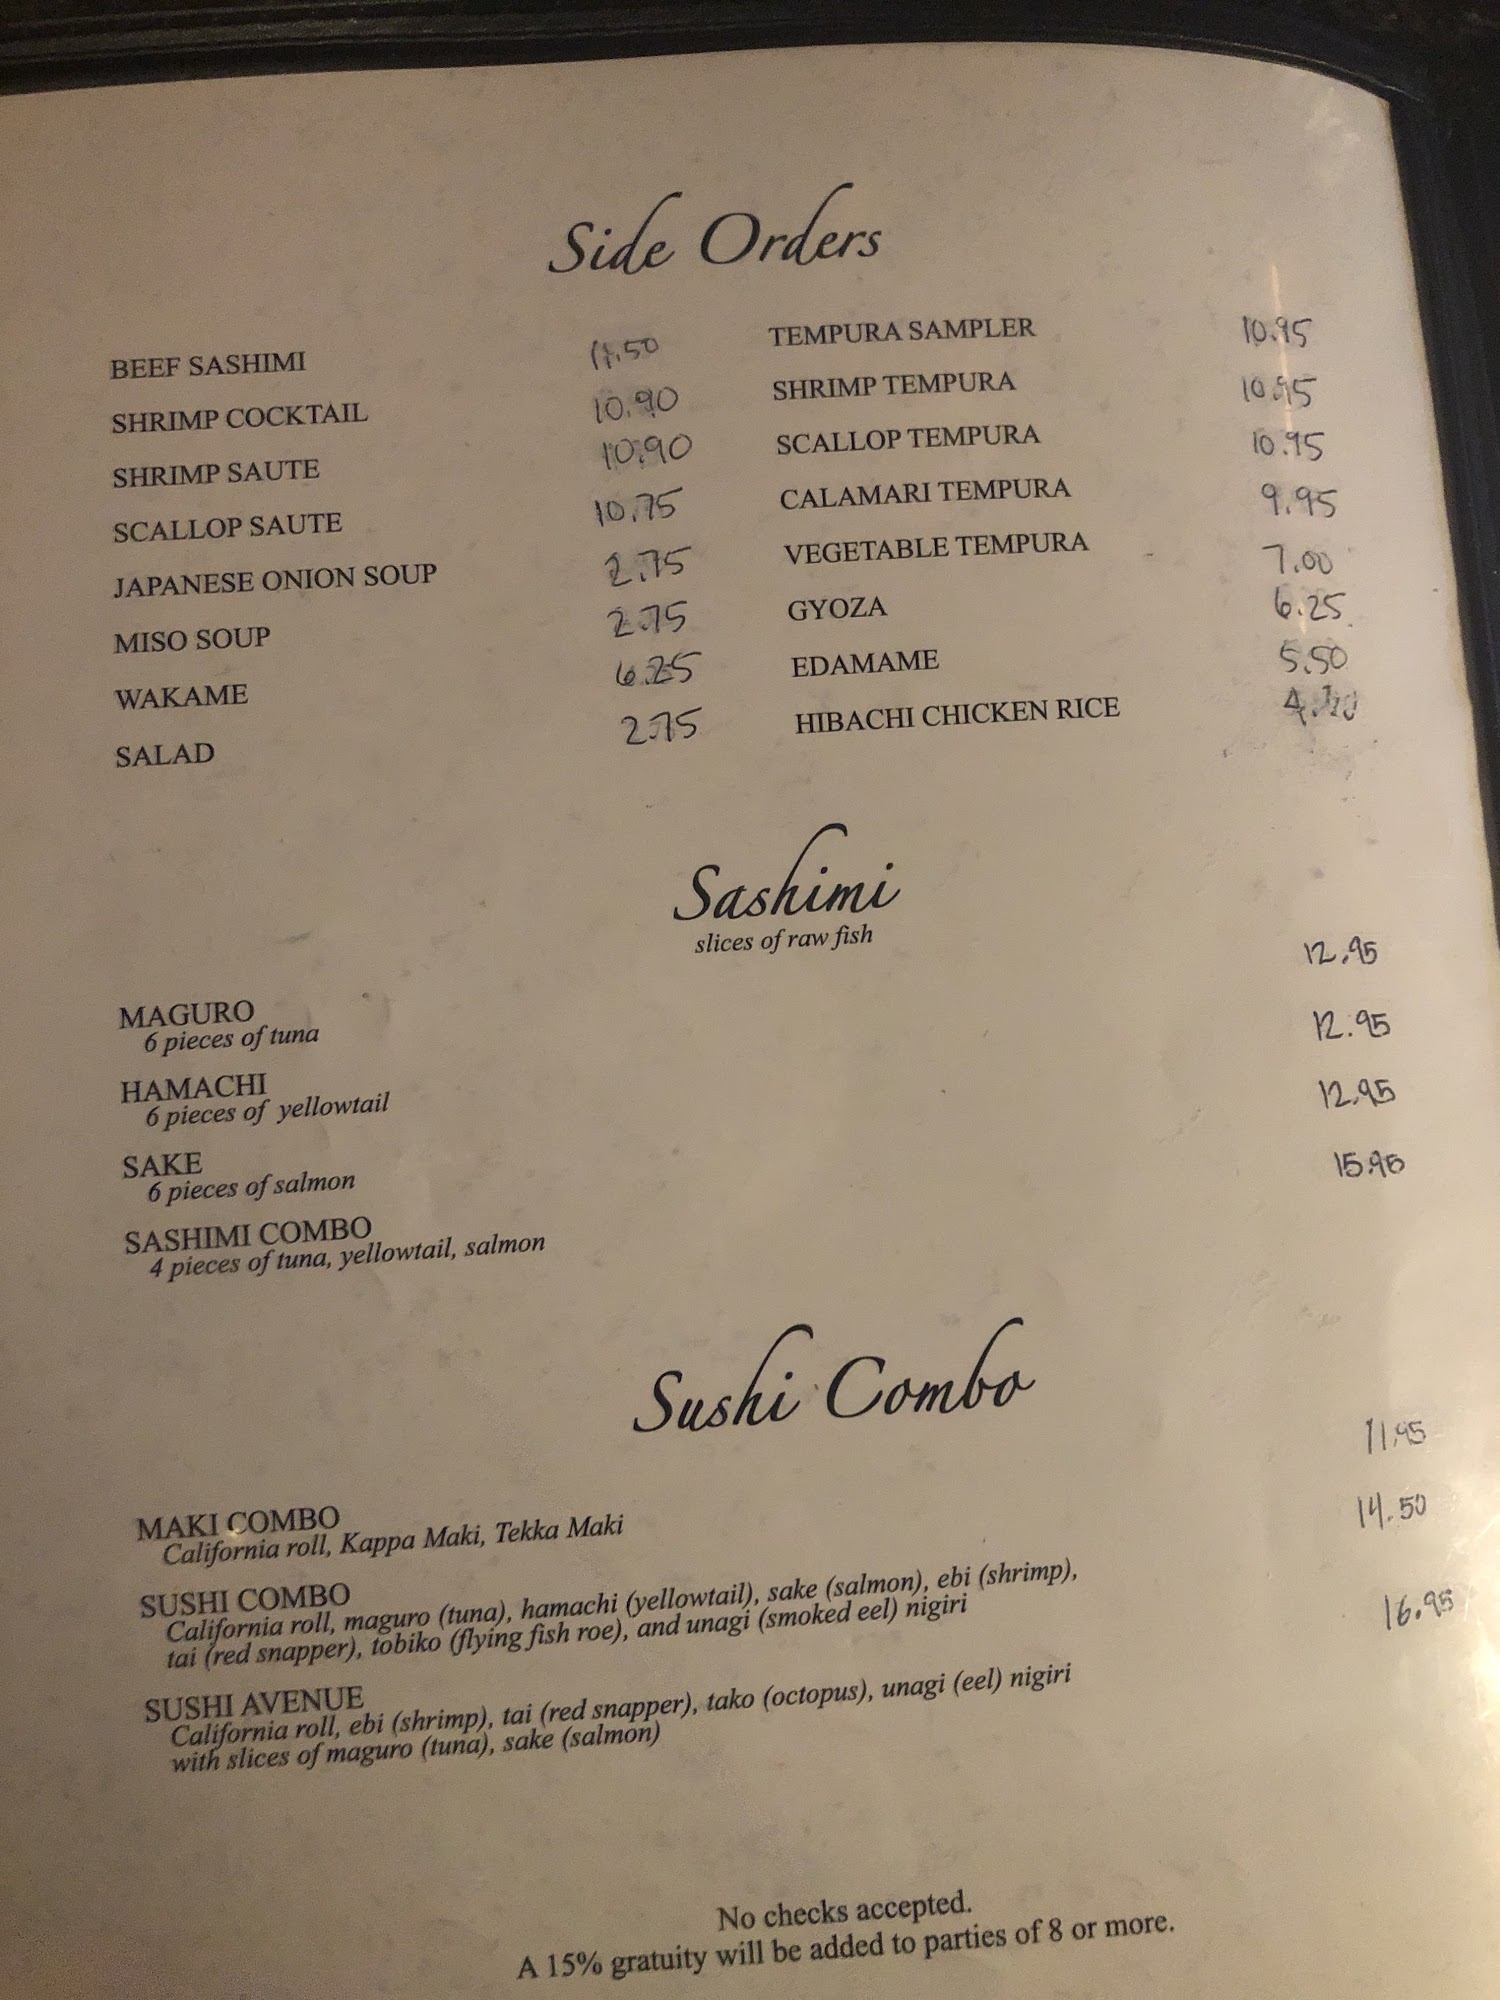 Side Orders
BEEF SASHIMI
SHRIMP COCKTAIL 10.90
SHRIMP SAUTE 10.90
SCALLOP SAUTE 10.75
JAPANESE ONION SOUP 2.75
MISO SOUP 2.75
WAKAME 6.25
SALAD 2.75
TEMPURA SAMPLER 10.95
SHRIMP TEMPURA 10.95
SCALLOP TEMPURA 10.95
CALAMARI TEMPURA 9.95
VEGETABLE TEMPURA 7.00
GYOZA 6.25
EDAMAME 5.50
HIBACHI CHICKEN RICE
Sashimi
slices of raw fish
MAGURO 12.95
6 pieces of tuna
HAMACHI 12.95
6 pieces of yellowtail
SAKE 12.95
6 pieces of salmon
SASHIMI COMBO 15.95
4 pieces of tuna, yellowtail, salmon
Sushi Combo
MAKI COMBO 11.95
California roll, Kappa Maki, Tekka Maki
SUSHI COMBO 14.50
California roll, maguro (tuna), hamachi (yellowtail), sake (salmon), ebi (shrimp),
tai (red snapper), tobiko (flying fish roe), and unagi (smoked eel) nigiri
SUSHI AVENUE 16.95
California roll, ebi (shrimp), tai (red snapper), tako (octopus), unagi (eel) nigiri
with slices of maguro (tuna), sake (salmon)
No checks accepted.
A 15% gratuity will be added to parties of 8 or more.